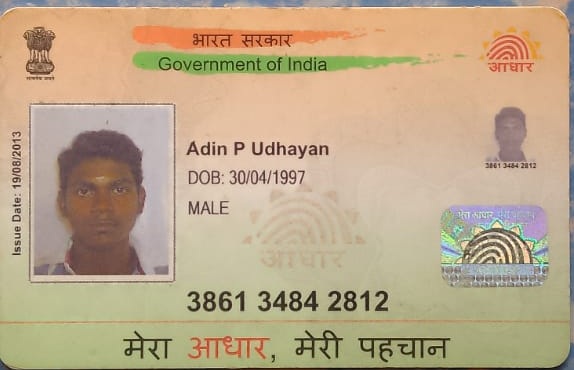 भारत सरकार
Government of India
आधार
Issue Date: 19/08/2013
Adin P Udhayan
DOB: 30/04/1997
MALE
3861 3484 2812
आधार
3861 3484 2812
मेरा आधार, मेरी पहचान